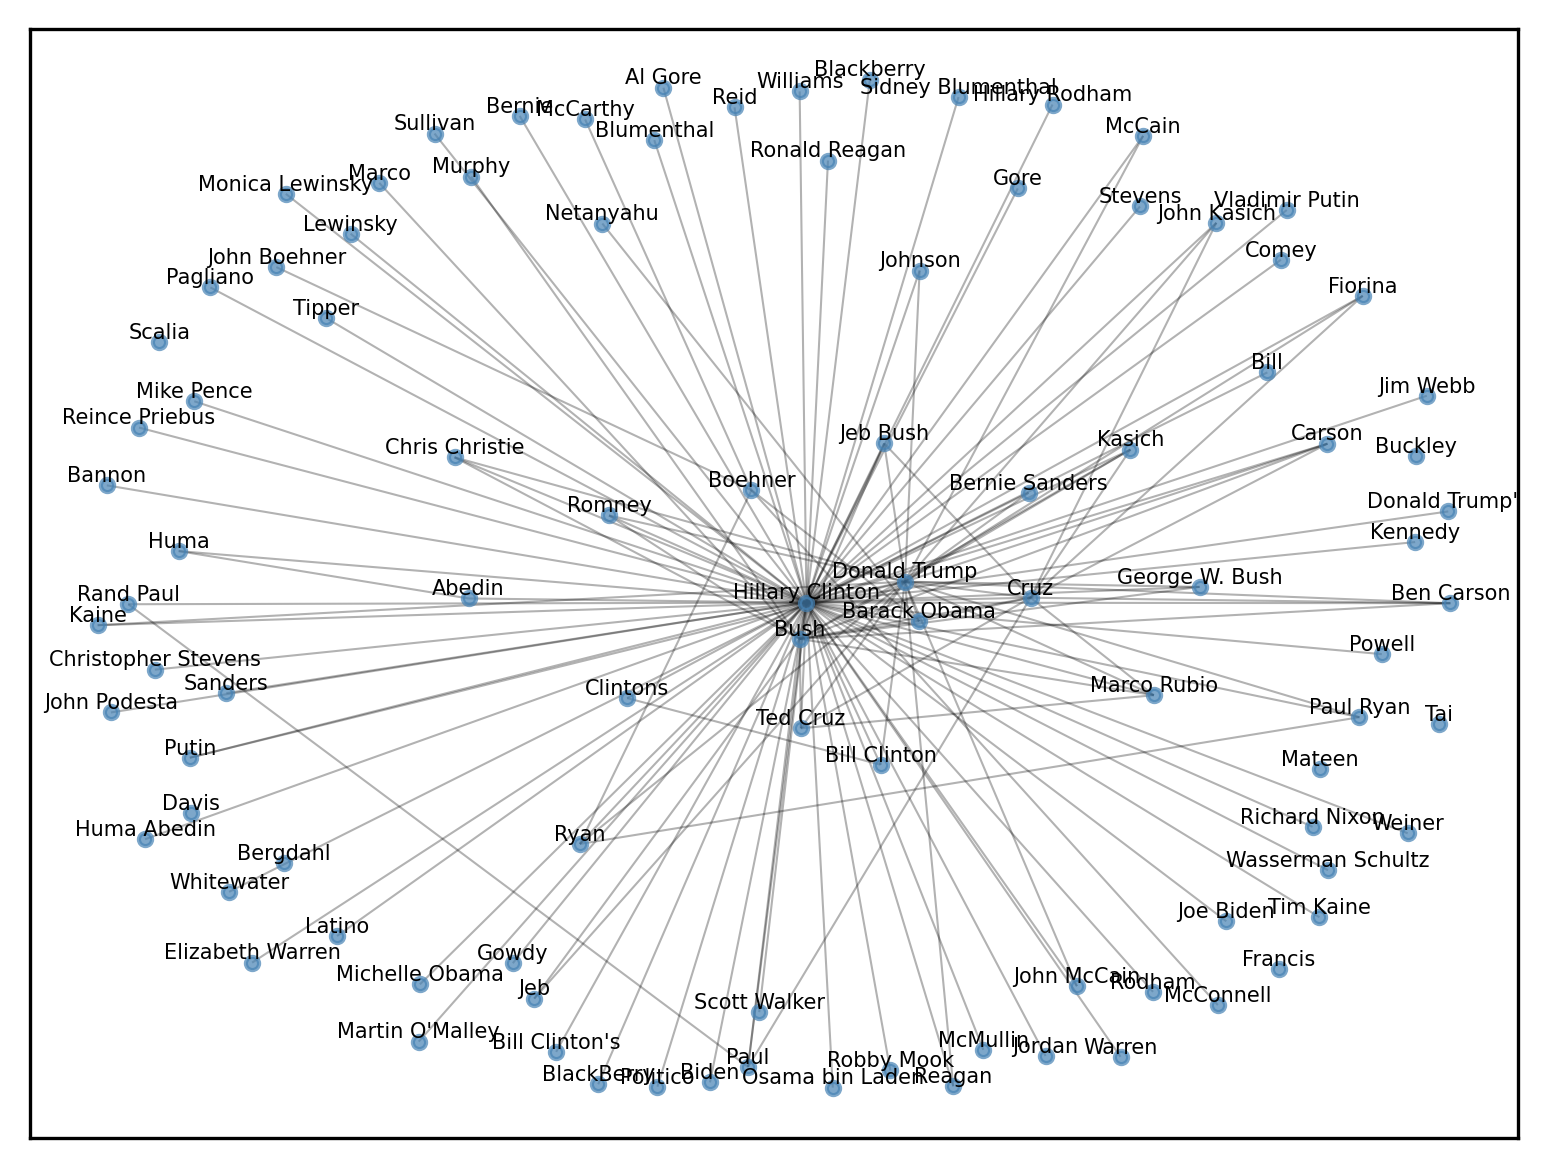 Blackberry
Al Gore
Williams
Sidney Blumenthal
Reid
Hillary Rodham
Bernie
McCarthy
Sullivan
Blumenthal
McCain
Ronald Reagan
Murphy
Marco
Gore
Monica Lewinsky
Stevens
Vladimir Putin
Netanyahu
John Kasich
Lewinsky
Comey
John Boehner
Johnson
Pagliano
Fiorina
Tipper
Scalia
Bill
Jim Webb
Mike Pence
Reince Priebus
Jeb Bush
Carson
Kasich
Buckley
Chris Christie
Bannon
Boehner
Bernie Sanders
Donald Trump'
Romney
Kennedy
Huma
Donald Trump
George W. Bush
Abedin
Cruz
Rand Paul
Hillary Clinton
Ben Carson
Kaine
Barack Obama
Bush
Powell
Christopher Stevens
Sanders
Clintons
Marco Rubio
John Podesta
Paul Ryan
Tai
Ted Cruz
Putin
Bill Clinton
Mateen
Davis
Richard Nixon
Huma Abedin
Weiner
Ryan
Bergdahl
Wasserman Schultz
Whitewater
Tim Kaine
Joe Biden
Latino
Elizabeth Warren
Gowdy
Francis
Michelle Obama
John McCain
Rodham
Jeb
McConnell
Scott Walker
Martin O'Malley
Bill Clinton's
McMullin
Jordan
Warren
Paul
Robby Mook
BlackBerry
Politico
Biden
Osama bin Laden
Reagan